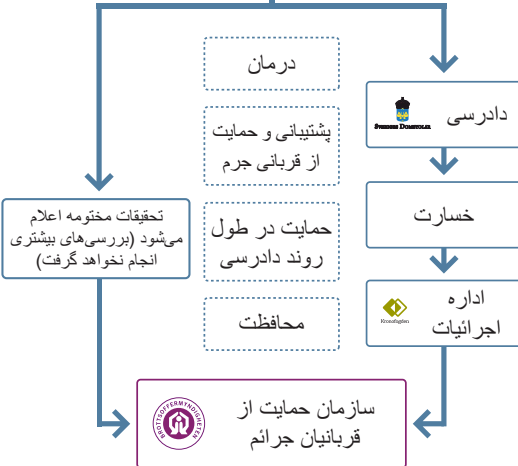 درمان
دادرسی
SVERIGES DOMSTOLAR
پشتیبانی و حمایت
از قربانی جرم
تحقیقات مختومه اعلام
می‌شود (بررسی‌های بیشتری
انجام نخواهد گرفت)
حمایت در طول
روند دادرسی
خسارت
محافظت
اداره
اجرائیات
Kronofogden
سازمان حمایت از
قربانیان جرائم
BROTTSOFFERMYNDIGHETEN